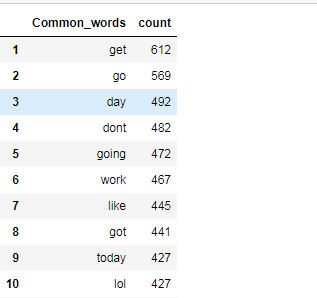 Common_words count
1 get 612
2 go 569
3 day 492
4 dont 482
5 going 472
6 work 467
7 like 445
8 got 441
9 today 427
10 lol 427